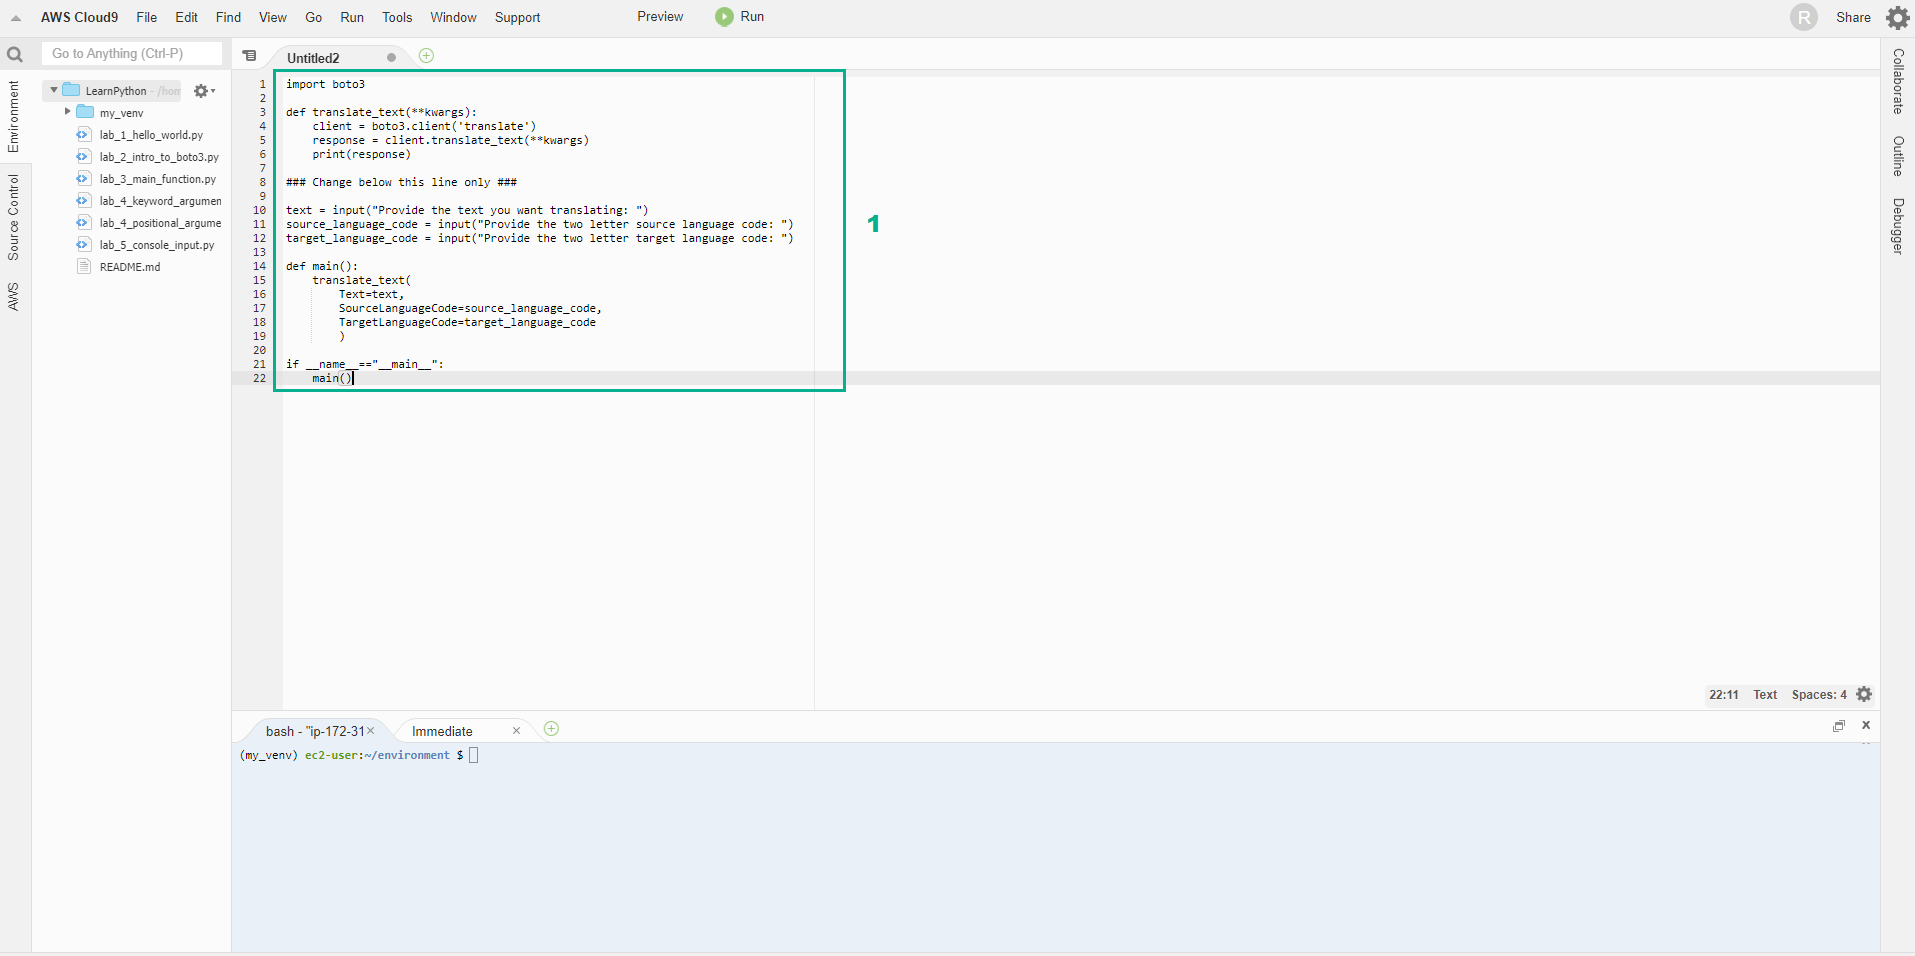 AWS Cloud9 File Edit Find View Go Run Tools Window Support Preview Run R Share
Go to Anything (Ctrl-P)
Environment
Source Control
AWS
LearnPython - /hom
my_venv
lab_1_hello_world.py
lab_2_intro_to_boto3.py
lab_3_main_function.py
lab_4_keyword_argumen
lab_4_positional_argume
lab_5_console_input.py
README.md
Untitled2
1 import boto3
2
3 def translate_text(**kwargs):
4     client = boto3.client('translate')
5     response = client.translate_text(**kwargs)
6     print(response)
7
8 ### Change below this line only ###
9
10 text = input("Provide the text you want translating: ")
11 source_language_code = input("Provide the two letter source language code: ")
12 target_language_code = input("Provide the two letter target language code: ")
13
14 def main():
15     translate_text(
16         Text=text,
17         SourceLanguageCode=source_language_code,
18         TargetLanguageCode=target_language_code
19         )
20
21 if __name__=="__main__":
22     main()
1
22:11 Text Spaces: 4
Collaborate
Outline
Debugger
bash - "ip-172-31 Immediate
(my_venv) ec2-user:~/environment $